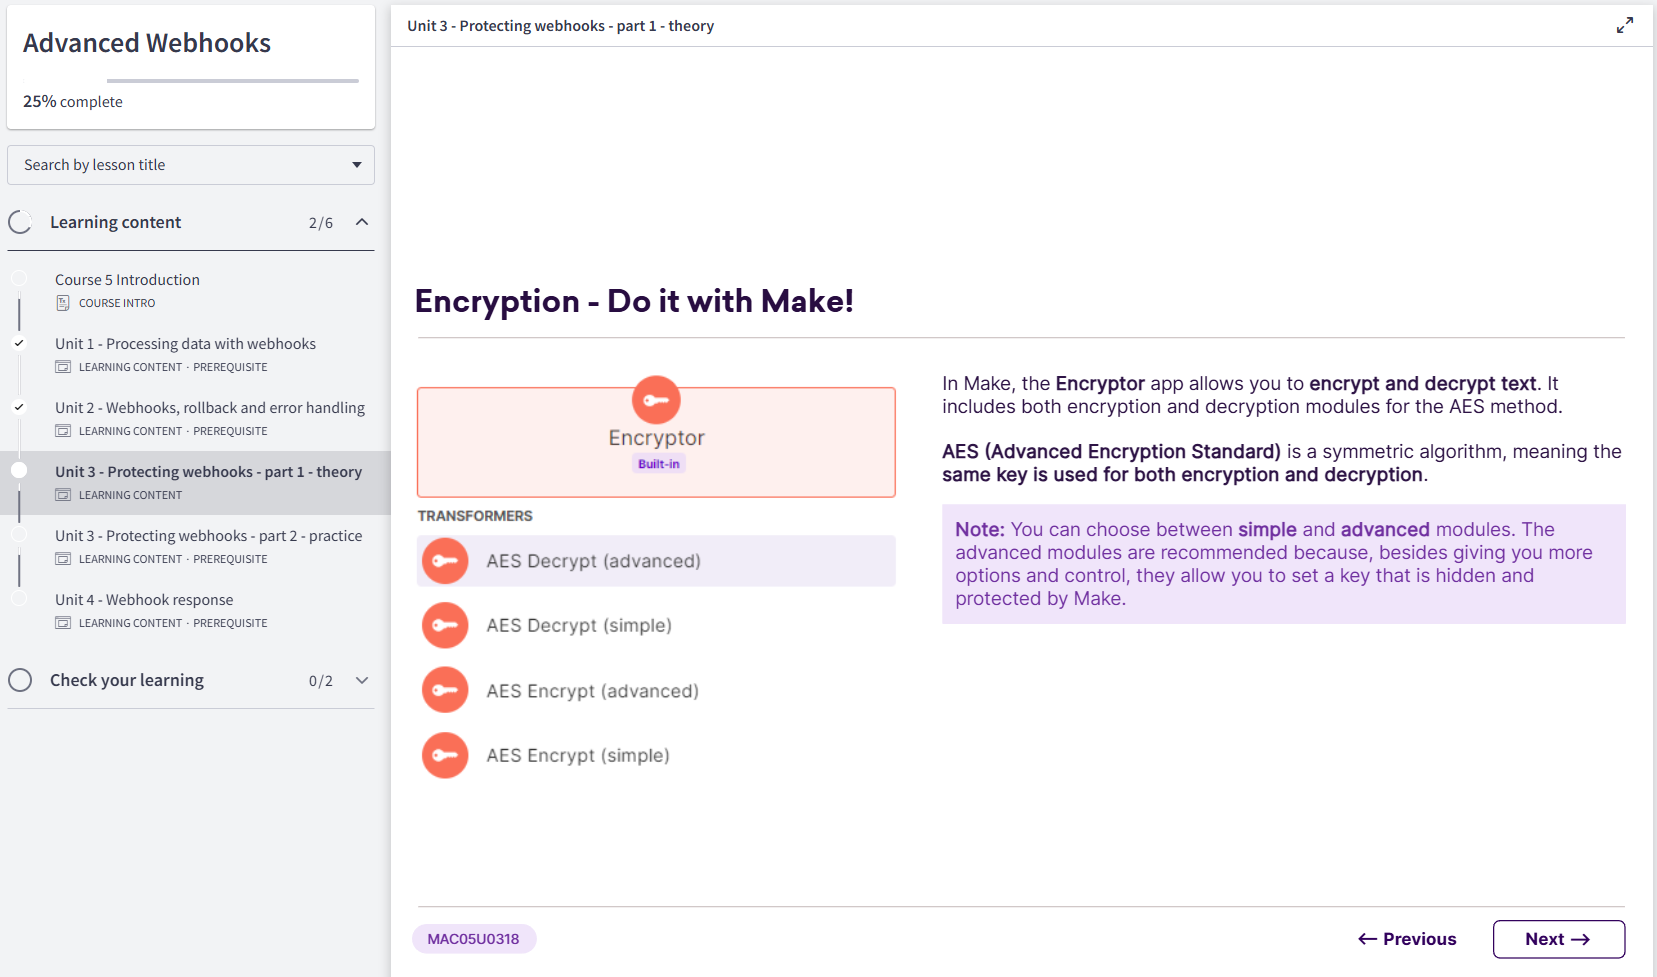 Advanced Webhooks
25% complete
Search by lesson title
Learning content 2/6
Course 5 Introduction
COURSE INTRO
Unit 1 - Processing data with webhooks
LEARNING CONTENT · PREREQUISITE
Unit 2 - Webhooks, rollback and error handling
LEARNING CONTENT · PREREQUISITE
Unit 3 - Protecting webhooks - part 1 - theory
LEARNING CONTENT
Unit 3 - Protecting webhooks - part 2 - practice
LEARNING CONTENT · PREREQUISITE
Unit 4 - Webhook response
LEARNING CONTENT · PREREQUISITE
Check your learning 0/2
Unit 3 - Protecting webhooks - part 1 - theory
Encryption - Do it with Make!
Encryptor
Built-in
TRANSFORMERS
AES Decrypt (advanced)
AES Decrypt (simple)
AES Encrypt (advanced)
AES Encrypt (simple)
In Make, the Encryptor app allows you to encrypt and decrypt text. It
includes both encryption and decryption modules for the AES method.
AES (Advanced Encryption Standard) is a symmetric algorithm, meaning the
same key is used for both encryption and decryption.
Note: You can choose between simple and advanced modules. The
advanced modules are recommended because, besides giving you more
options and control, they allow you to set a key that is hidden and
protected by Make.
MAC05U0318
← Previous
Next →